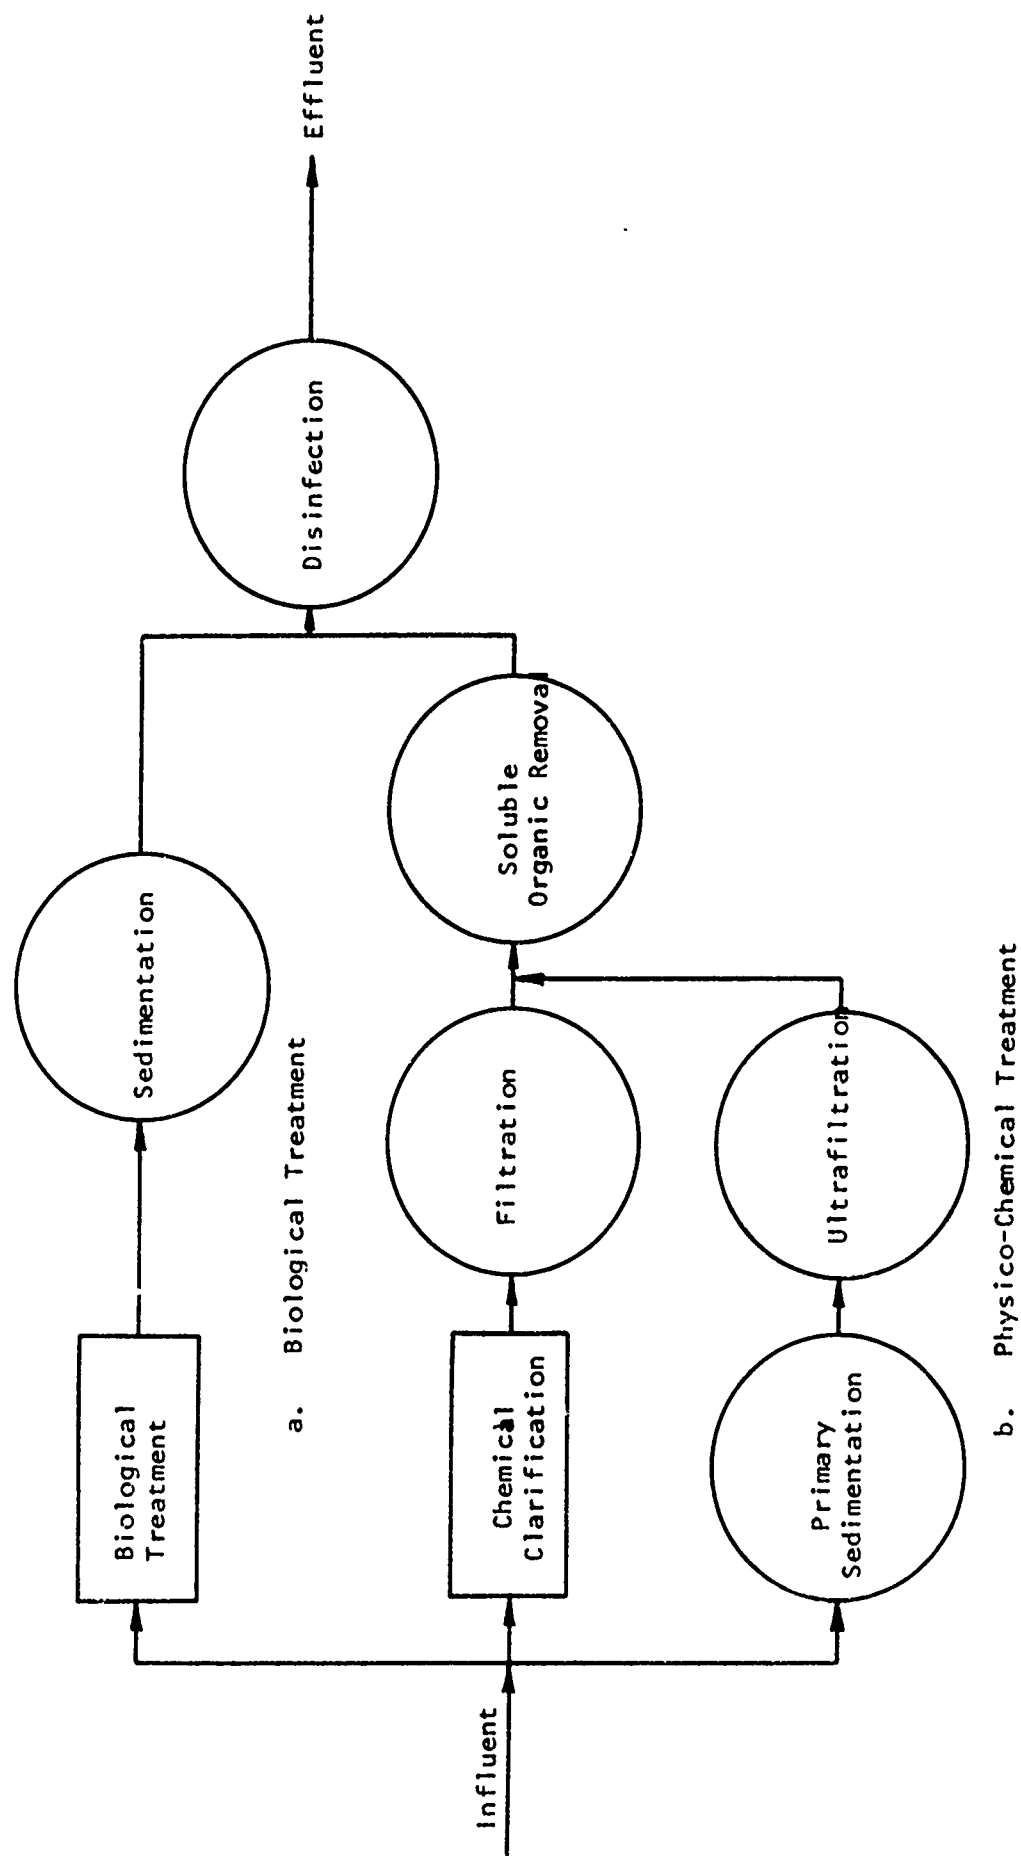 Influent
Biological
Treatment
Sedimentation
a. Biological Treatment
Chemical
Clarification
Filtration
Soluble
Organic Removal
Disinfection
Effluent
Primary
Sedimentation
Ultrafiltration
b. Physico-Chemical Treatment